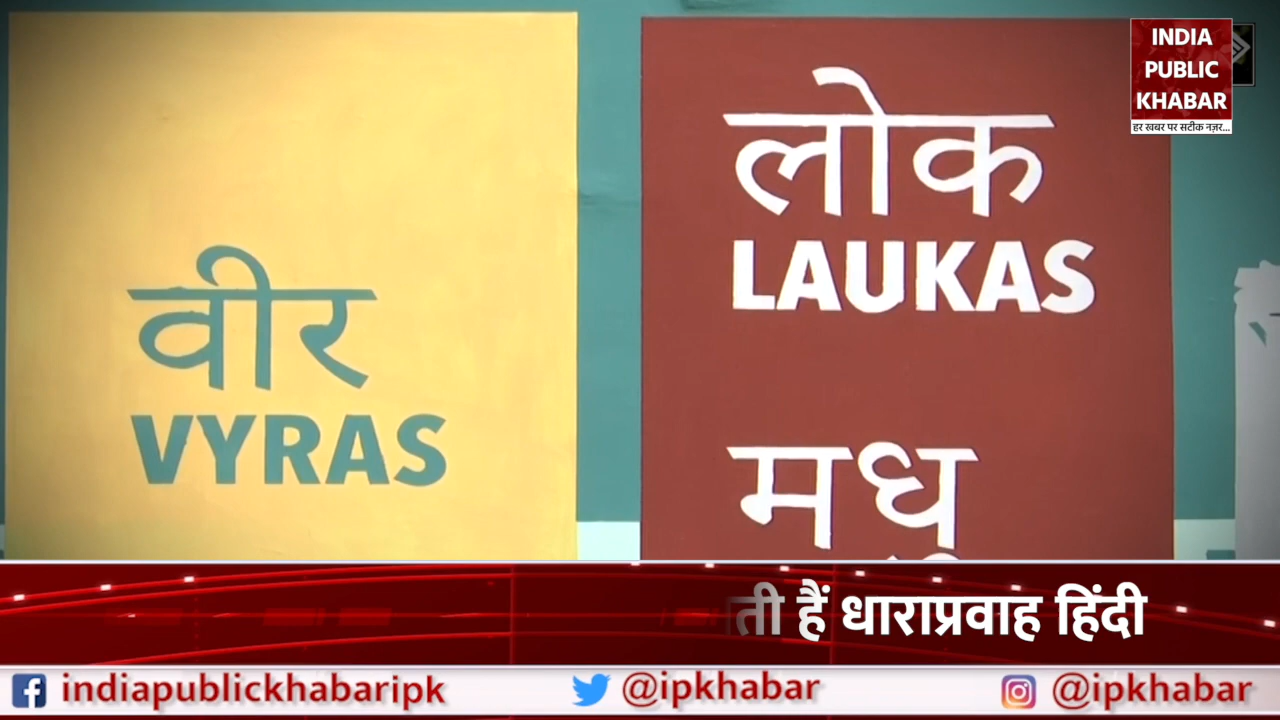 वीर
VYRAS
लोक
LAUKAS
मधु
INDIA
PUBLIC
KHABAR
हर खबर पर सटीक नज़र...
ती हैं धाराप्रवाह हिंदी
indiapublickhabaripk
@ipkhabar
@ipkhabar